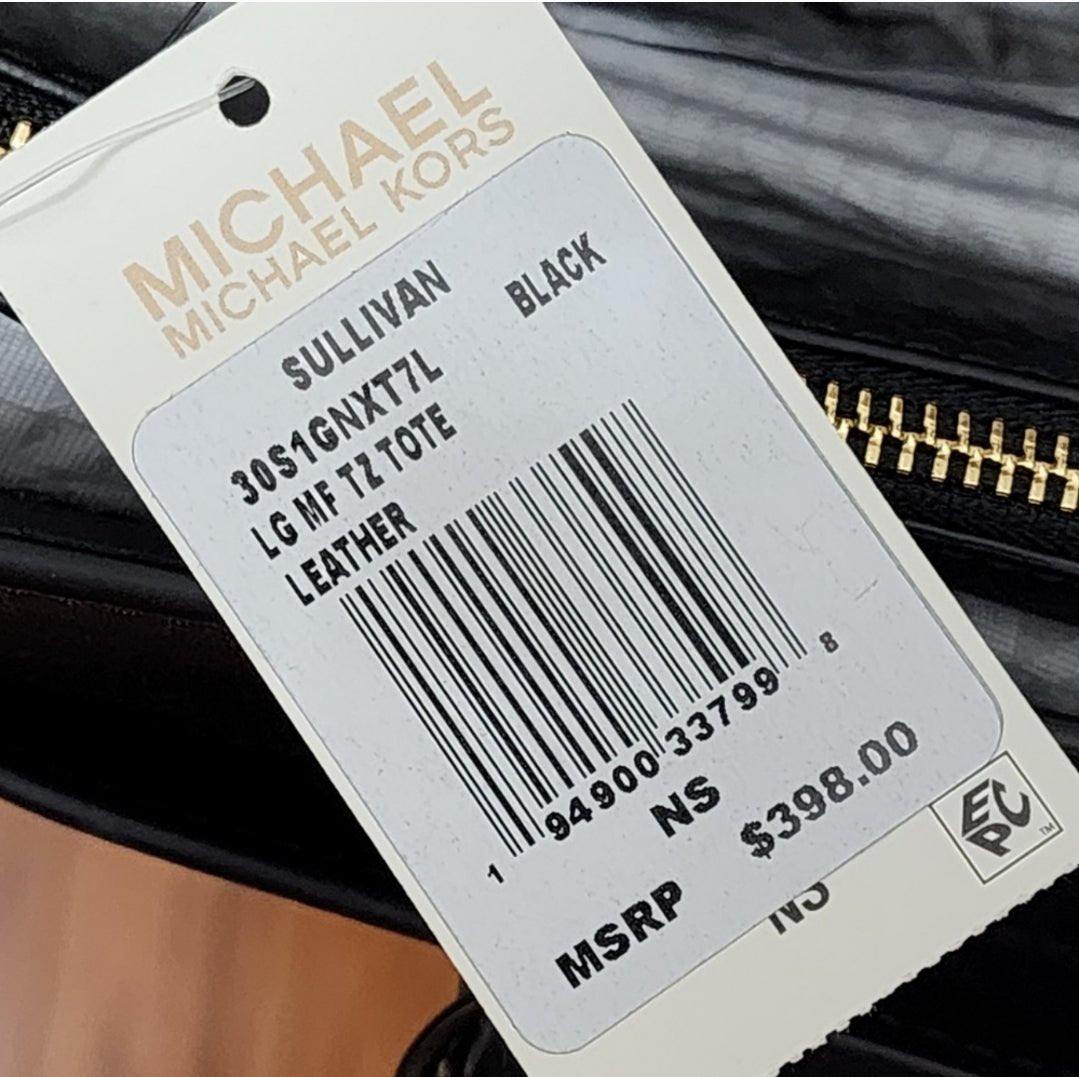 MICHAEL
MICHAEL KORS
SULLIVAN BLACK
30S1GNXT7L
LG MF TZ TOTE
LEATHER
1 94900 33799 8
NS
MSRP $398.00
NS
EPC™